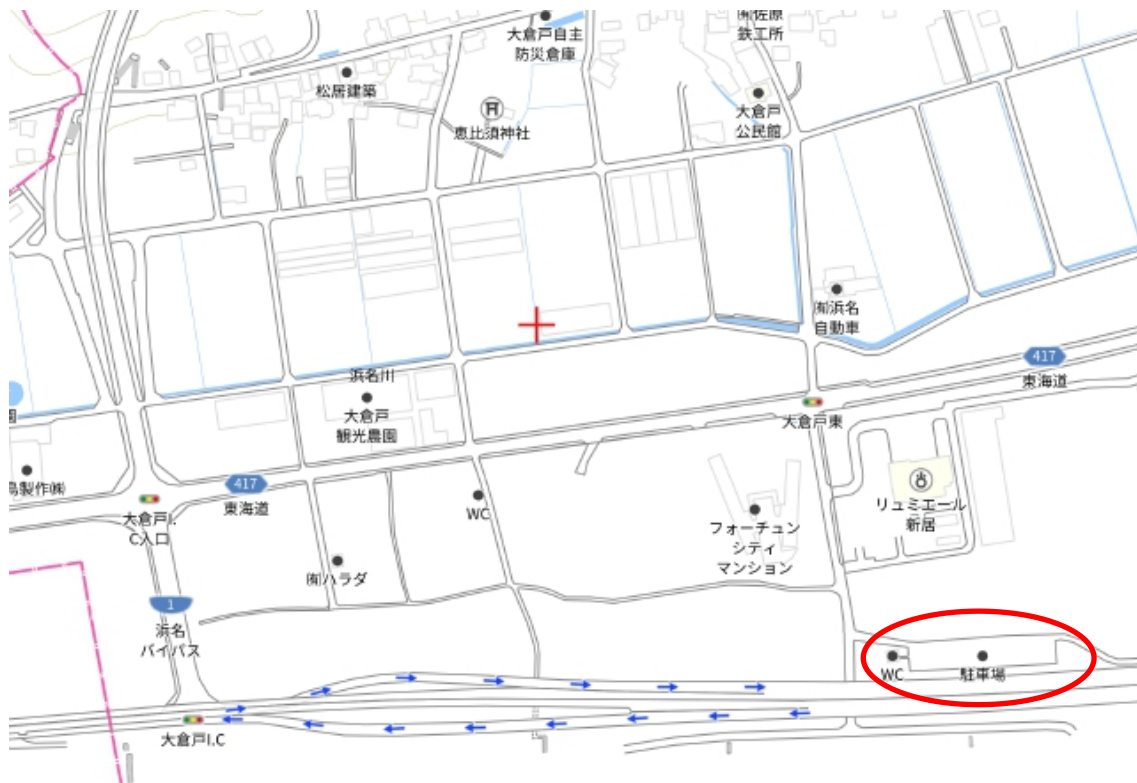 ㈲佐原
鉄工所
大倉戸自主
防災倉庫
松居建築
大倉戸
公民館
恵比須神社
㈲浜名
自動車
417
東海道
浜名川
大倉戸
観光農園
大倉戸東
園
島製作㈱
417
東海道
WC
大倉戸I.
C入口
フォーチュン
シティ
マンション
リュミエール
新居
㈲ハラダ
1
浜名
バイパス
WC
駐車場
大倉戸I.C